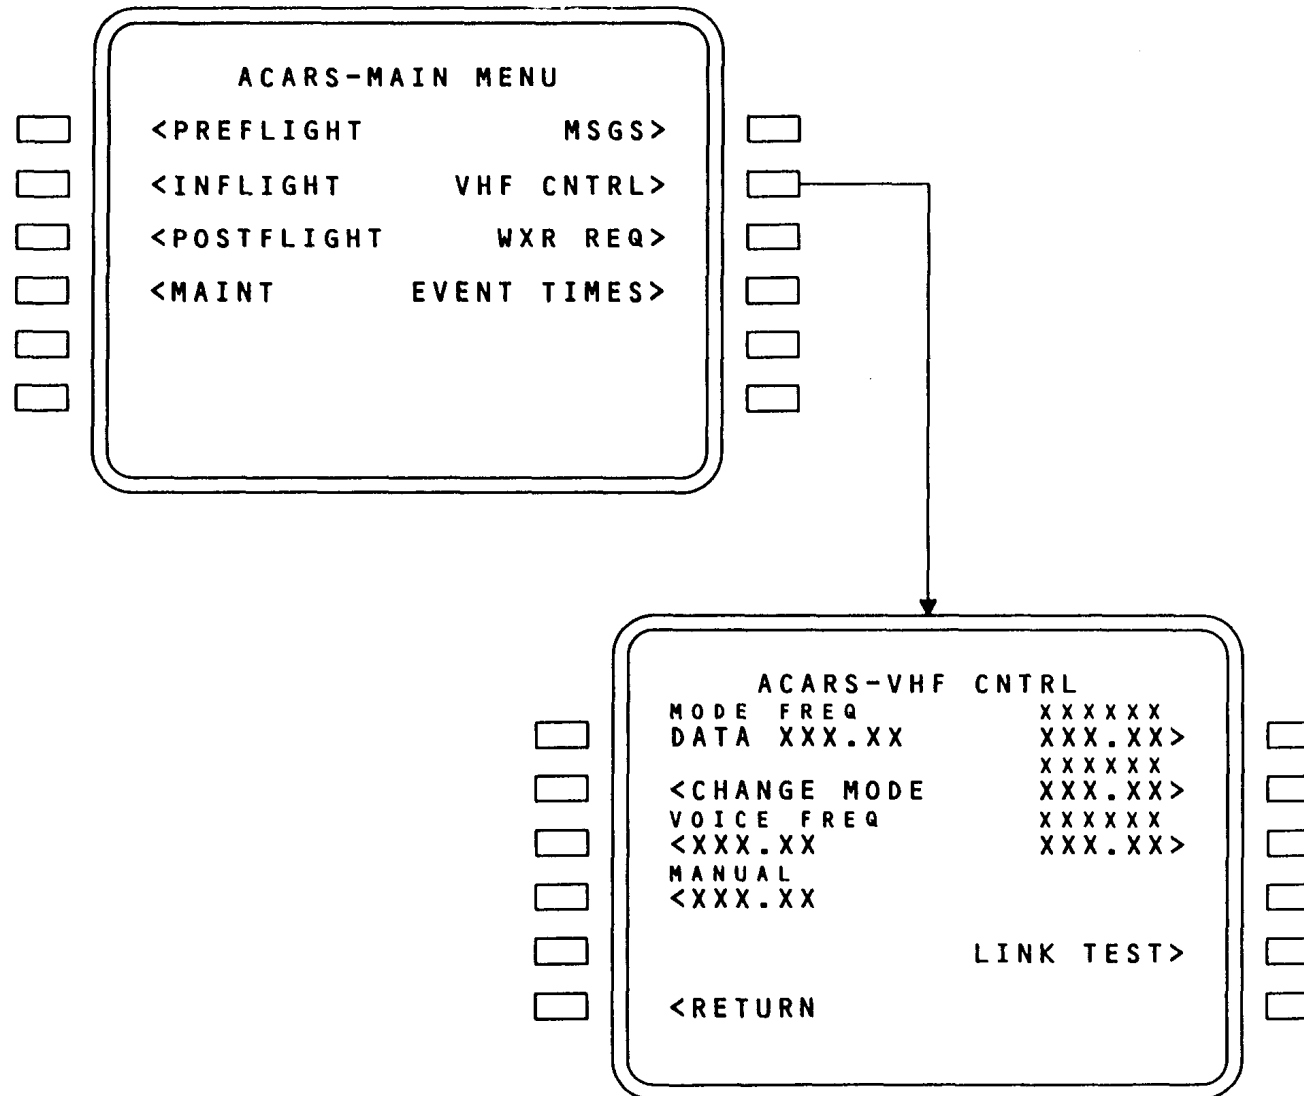 ACARS-MAIN MENU
<PREFLIGHT MSGS>
<INFLIGHT VHF CNTRL>
<POSTFLIGHT WXR REQ>
<MAINT EVENT TIMES>
ACARS-VHF CNTRL
MODE FREQ XXXXXX
DATA XXX.XX XXX.XX>
XXXXXX
<CHANGE MODE XXX.XX>
VOICE FREQ XXXXXX
<XXX.XX XXX.XX>
MANUAL
<XXX.XX
LINK TEST>
<RETURN